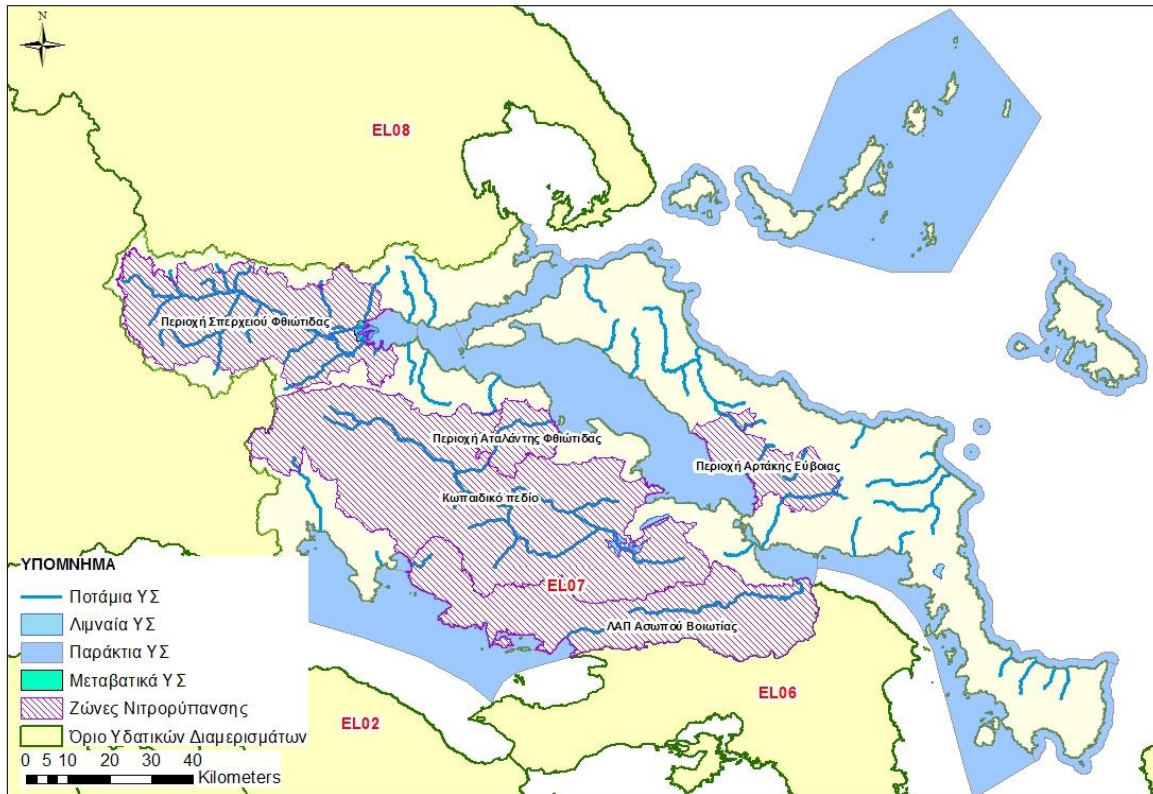 N
EL08
Περιοχή Σπερχειού Φθιώτιδας
Περιοχή Αταλάντης Φθιώτιδας
Περιοχή Αρτάκης Εύβοιας
Κωπαιδικό πεδίο
EL07
ΛΑΠ Ασωπού Βοιωτίας
EL06
EL02
ΥΠΟΜΝΗΜΑ
Ποτάμια ΥΣ
Λιμναία ΥΣ
Παράκτια ΥΣ
Μεταβατικά ΥΣ
Ζώνες Νιτρορύπανσης
Όριο Υδατικών Διαμερισμάτων
0 5 10 20 30 40
Kilometers